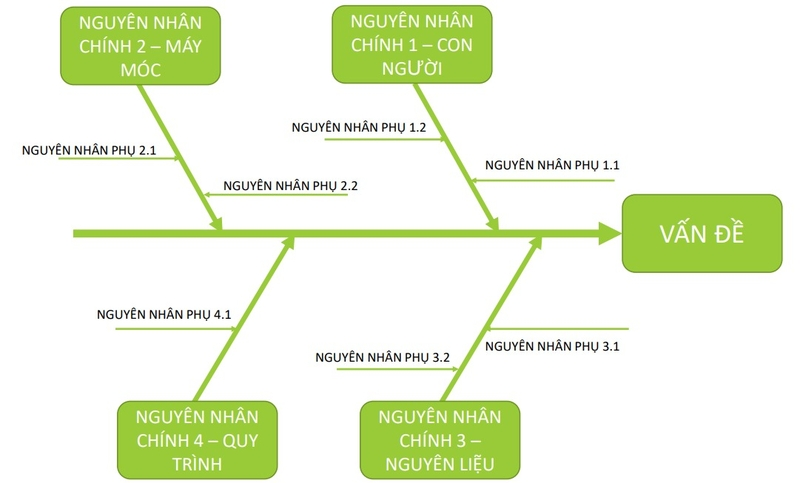 NGUYÊN NHÂN
CHÍNH 2 – MÁY
MÓC
NGUYÊN NHÂN
CHÍNH 1 – CON
NGƯỜI
NGUYÊN NHÂN PHỤ 1.2
NGUYÊN NHÂN PHỤ 2.1
NGUYÊN NHÂN PHỤ 1.1
NGUYÊN NHÂN PHỤ 2.2
VẤN ĐỀ
NGUYÊN NHÂN PHỤ 4.1
NGUYÊN NHÂN PHỤ 3.1
NGUYÊN NHÂN PHỤ 3.2
NGUYÊN NHÂN
CHÍNH 4 – QUY
TRÌNH
NGUYÊN NHÂN
CHÍNH 3 –
NGUYÊN LIỆU